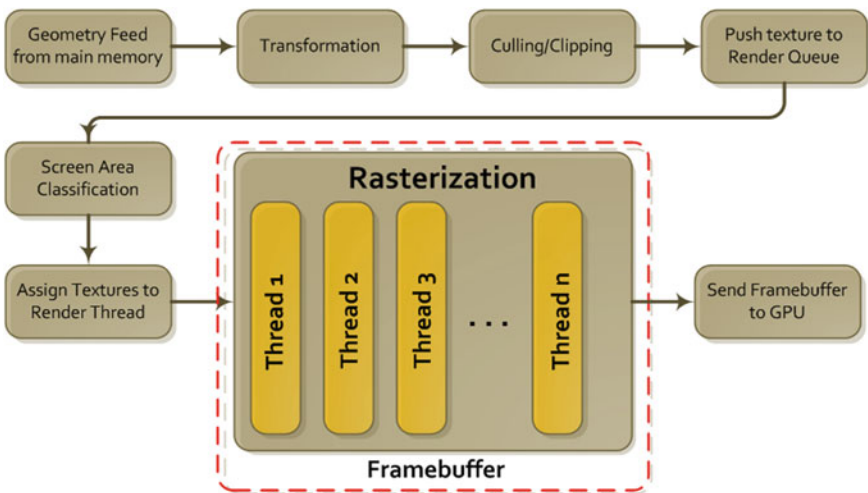 Geometry Feed
from main memory
Transformation
Culling/Clipping
Push texture to
Render Queue
Screen Area
Classification
Assign Textures to
Render Thread
Rasterization
Thread 1
Thread 2
Thread 3
...
Thread n
Framebuffer
Send Framebuffer
to GPU